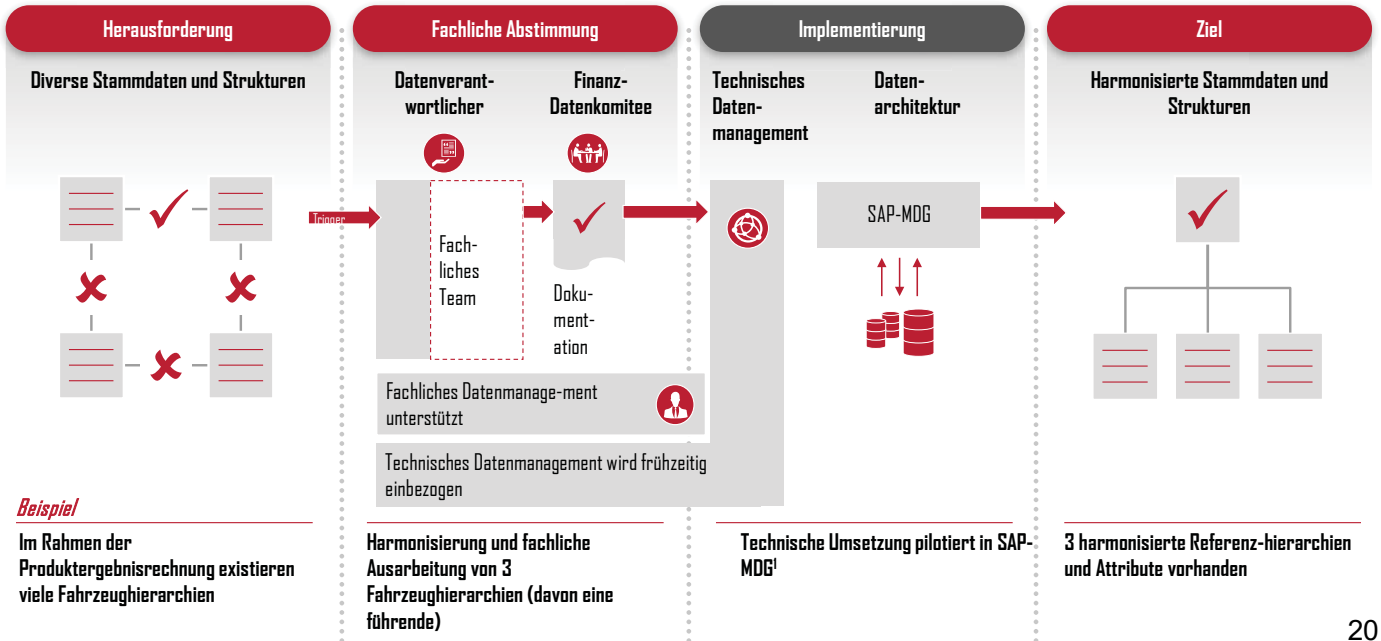 Herausforderung
Diverse Stammdaten und Strukturen
Fachliche Abstimmung
Datenverant-
wortlicher
Finanz-
Datenkomitee
Implementierung
Technisches
Daten-
management
Daten-
architektur
Ziel
Harmonisierte Stammdaten und
Strukturen
Trigger
Fach-
liches
Team
Doku-
ment-
ation
SAP-MDG
Fachliches Datenmanage-ment
unterstützt
Technisches Datenmanagement wird frühzeitig
einbezogen
Beispiel
Im Rahmen der
Produktergebnisrechnung existieren
viele Fahrzeughierarchien
Harmonisierung und fachliche
Ausarbeitung von 3
Fahrzeughierarchien (davon eine
führende)
Technische Umsetzung pilotiert in SAP-
MDG¹
3 harmonisierte Referenz-hierarchien
und Attribute vorhanden
20